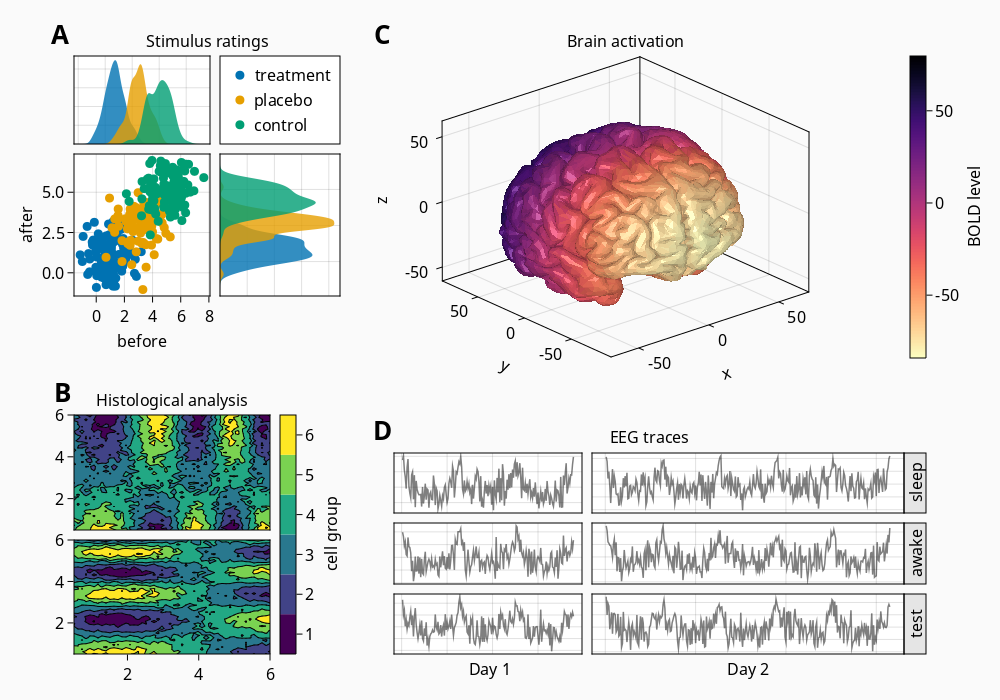 A
Stimulus ratings
treatment
placebo
control
after
5.0
2.5
0.0
0 2 4 6 8
before
C
Brain activation
z
50
0
-50
50
0
-50
y
-50
0
50
x
50
0
-50
BOLD level
B
Histological analysis
6
4
2
6
4
2
2 4 6
6
5
4
3
2
1
cell group
D
EEG traces
sleep
awake
test
Day 1 Day 2